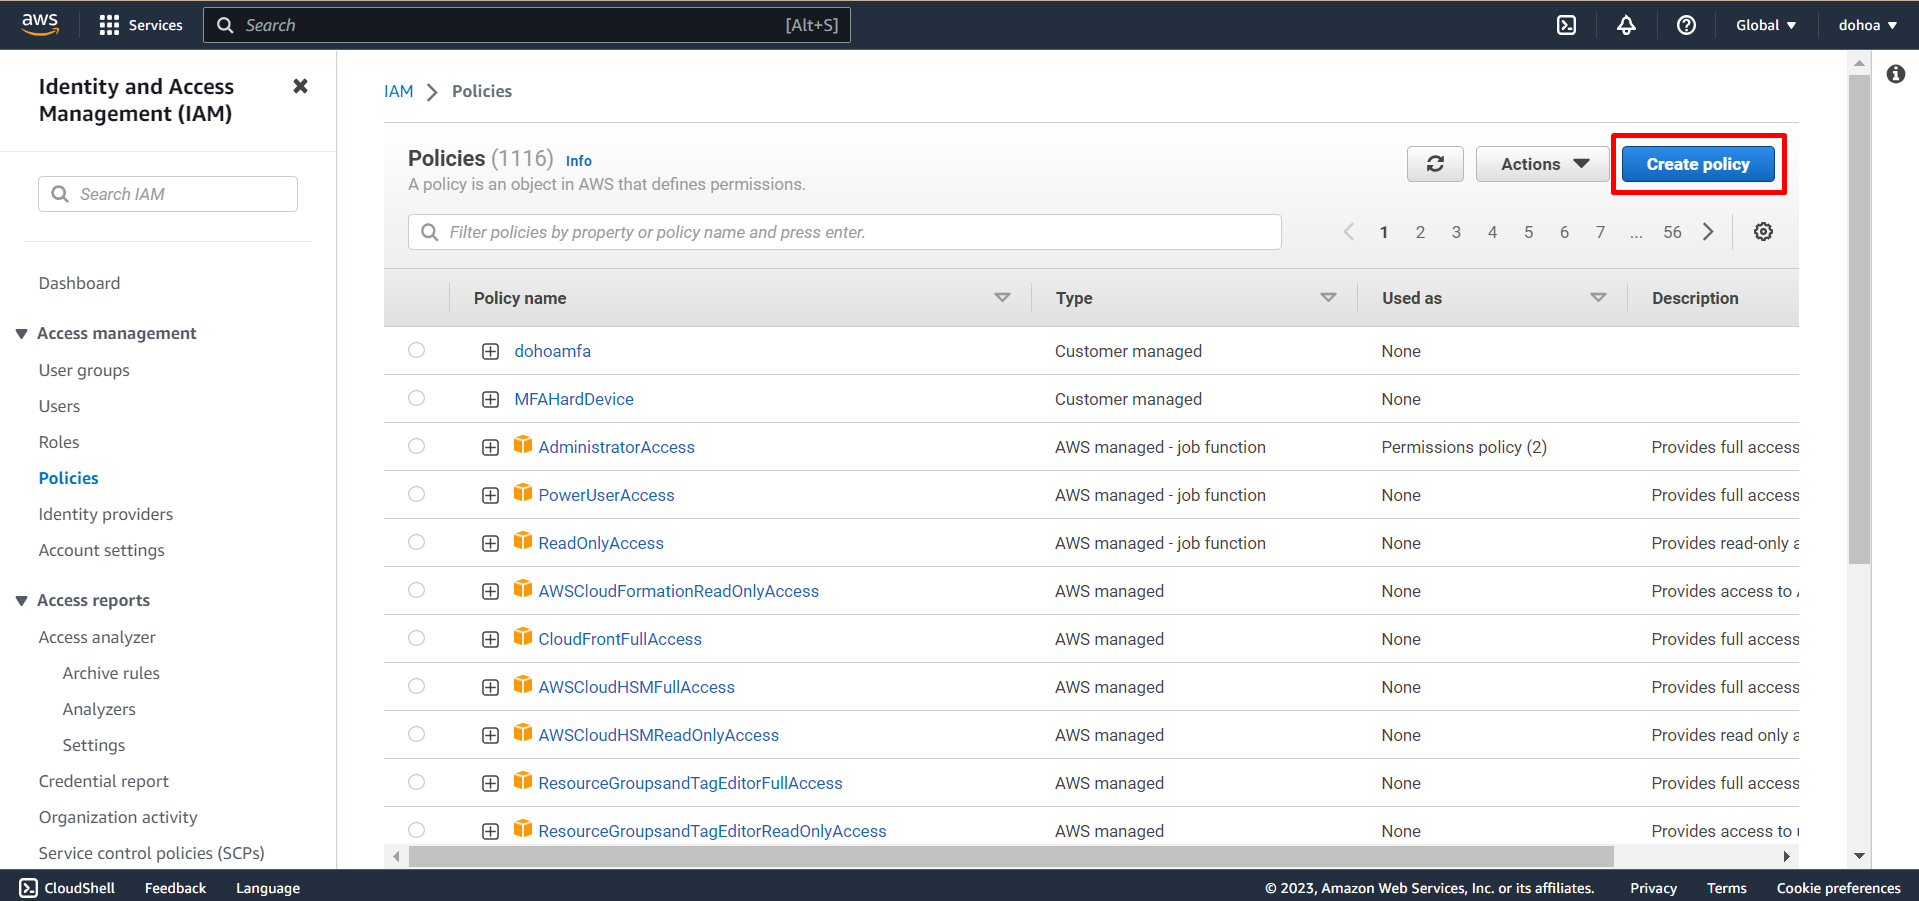 aws
Services
Search
[Alt+S]
Global
dohoa
Identity and Access
Management (IAM)
Search IAM
Dashboard
Access management
User groups
Users
Roles
Policies
Identity providers
Account settings
Access reports
Access analyzer
Archive rules
Analyzers
Settings
Credential report
Organization activity
Service control policies (SCPs)
IAM
Policies
Policies (1116) Info
A policy is an object in AWS that defines permissions.
Actions
Create policy
Filter policies by property or policy name and press enter.
1 2 3 4 5 6 7 ... 56
Policy name Type Used as Description
dohoamfa Customer managed None
MFAHardDevice Customer managed None
AdministratorAccess AWS managed - job function Permissions policy (2) Provides full access
PowerUserAccess AWS managed - job function None Provides full access
ReadOnlyAccess AWS managed - job function None Provides read-only a
AWSCloudFormationReadOnlyAccess AWS managed None Provides access to A
CloudFrontFullAccess AWS managed None Provides full access
AWSCloudHSMFullAccess AWS managed None Provides full access
AWSCloudHSMReadOnlyAccess AWS managed None Provides read only a
ResourceGroupsandTagEditorFullAccess AWS managed None Provides full access
ResourceGroupsandTagEditorReadOnlyAccess AWS managed None Provides access to u
CloudShell Feedback Language
© 2023, Amazon Web Services, Inc. or its affiliates. Privacy Terms Cookie preferences